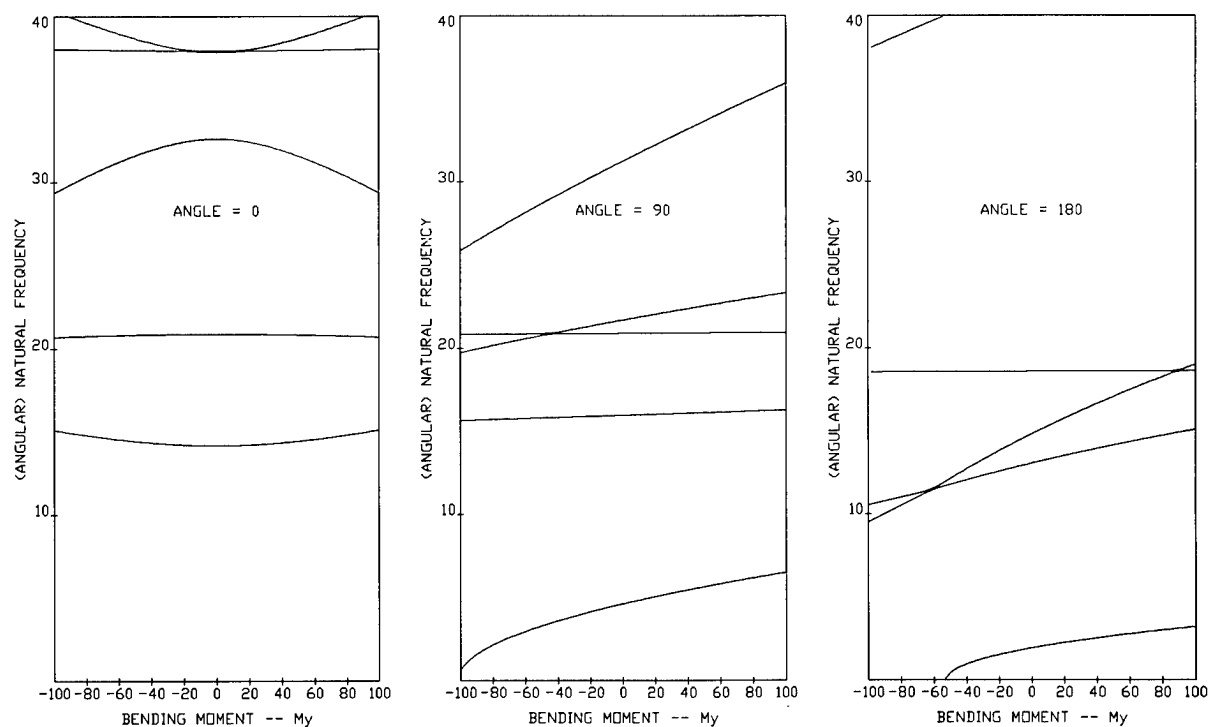 40
30
20
10
(ANGULAR) NATURAL FREQUENCY
ANGLE = 0
-100 -80 -60 -40 -20 0 20 40 60 80 100
BENDING MOMENT -- My
40
30
20
10
(ANGULAR) NATURAL FREQUENCY
ANGLE = 90
-100 -80 -60 -40 -20 0 20 40 60 80 100
BENDING MOMENT -- My
40
30
20
10
(ANGULAR) NATURAL FREQUENCY
ANGLE = 180
-100 -80 -60 -40 -20 0 20 40 60 80 100
BENDING MOMENT -- My